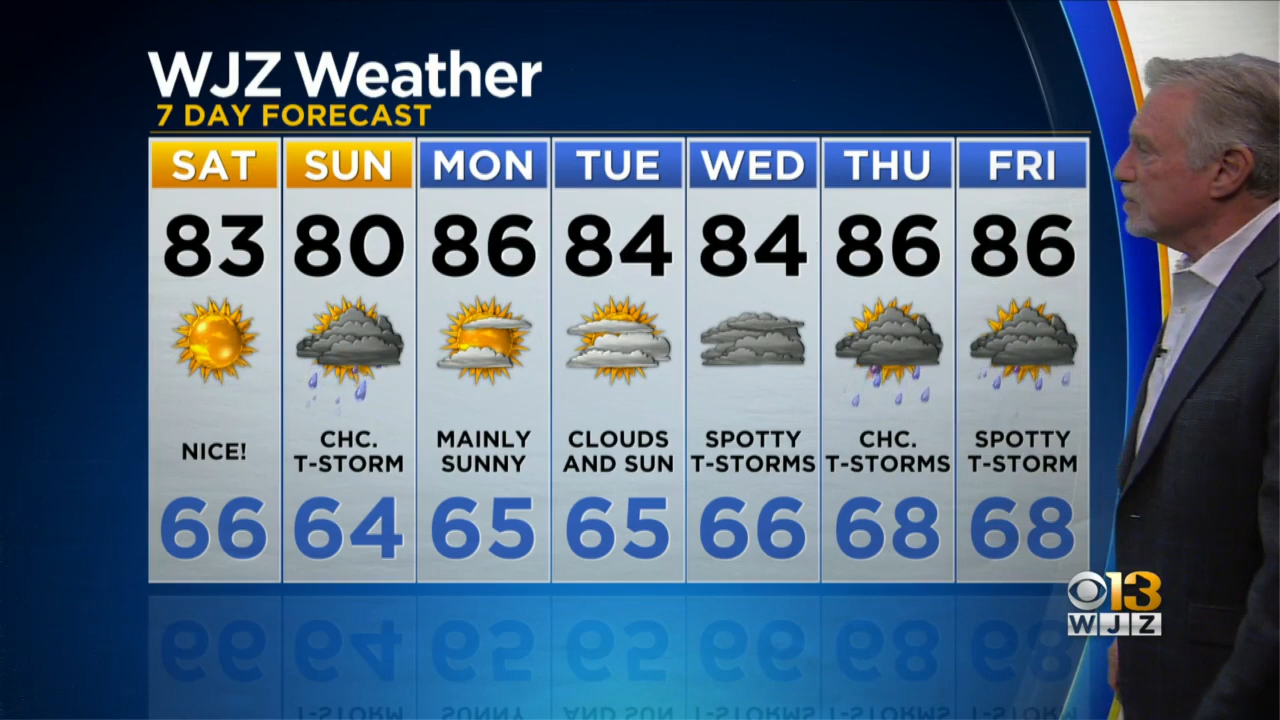 WJZ Weather
7 DAY FORECAST
SAT SUN MON TUE WED THU FRI
83 80 86 84 84 86 86
NICE!
CHC.
T-STORM
MAINLY
SUNNY
CLOUDS
AND SUN
SPOTTY
T-STORMS
CHC.
T-STORMS
SPOTTY
T-STORM
66 64 65 65 66 68 68
13
WJZ